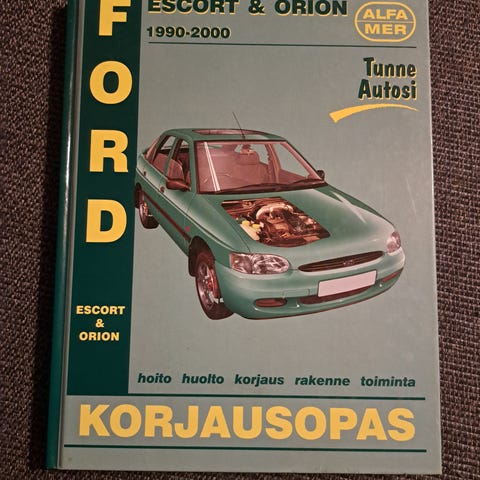 FORD
ESCORT & ORION
1990-2000
ALFA
MER
Tunne
Autosi
ESCORT
&
ORION
hoito huolto korjaus rakenne toiminta
KORJAUSOPAS